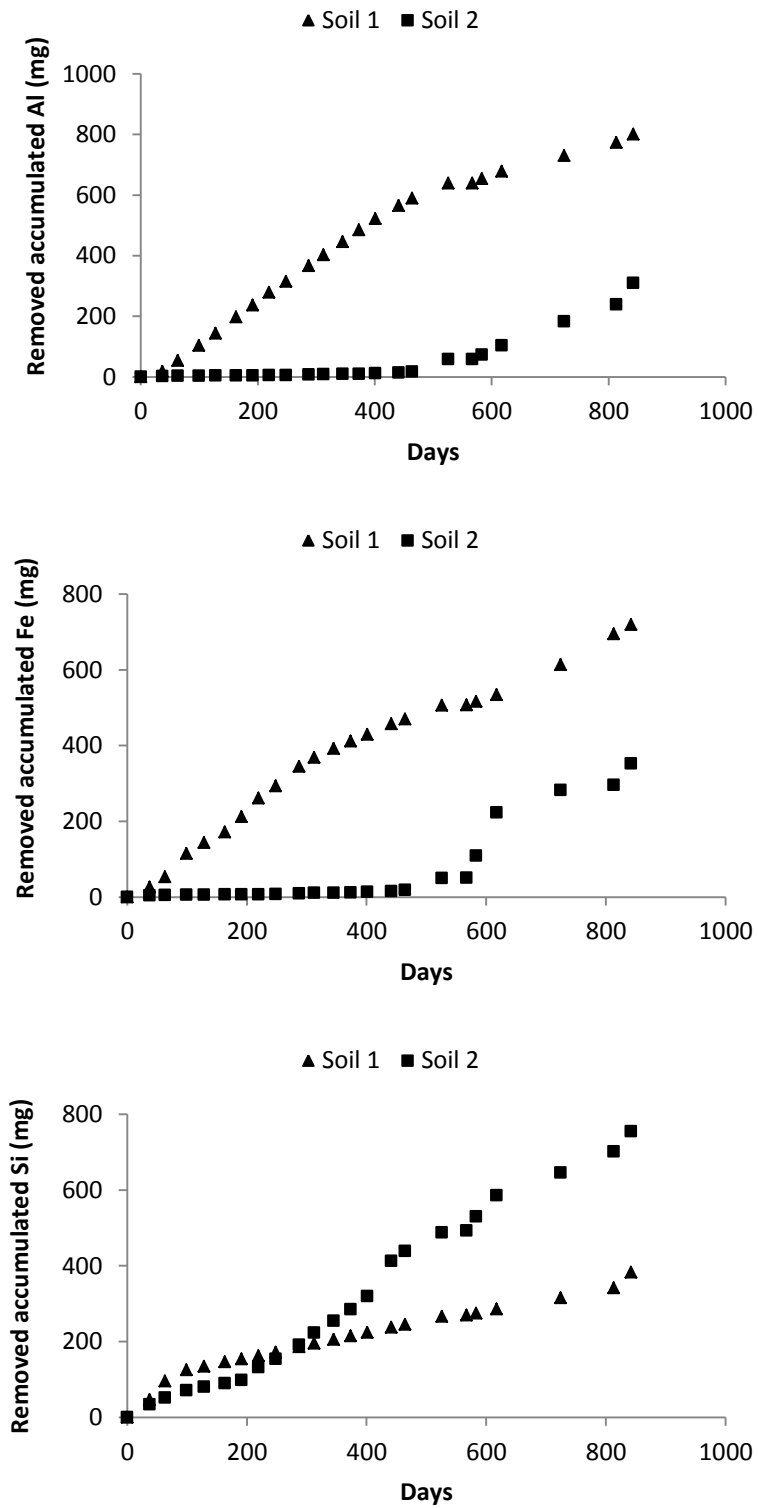 ▲ Soil 1 ■ Soil 2
Removed accumulated Al (mg)
1000
800
600
400
200
0
0 200 400 600 800 1000
Days
▲ Soil 1 ■ Soil 2
Removed accumulated Fe (mg)
800
600
400
200
0
0 200 400 600 800 1000
Days
▲ Soil 1 ■ Soil 2
Removed accumulated Si (mg)
800
600
400
200
0
0 200 400 600 800 1000
Days